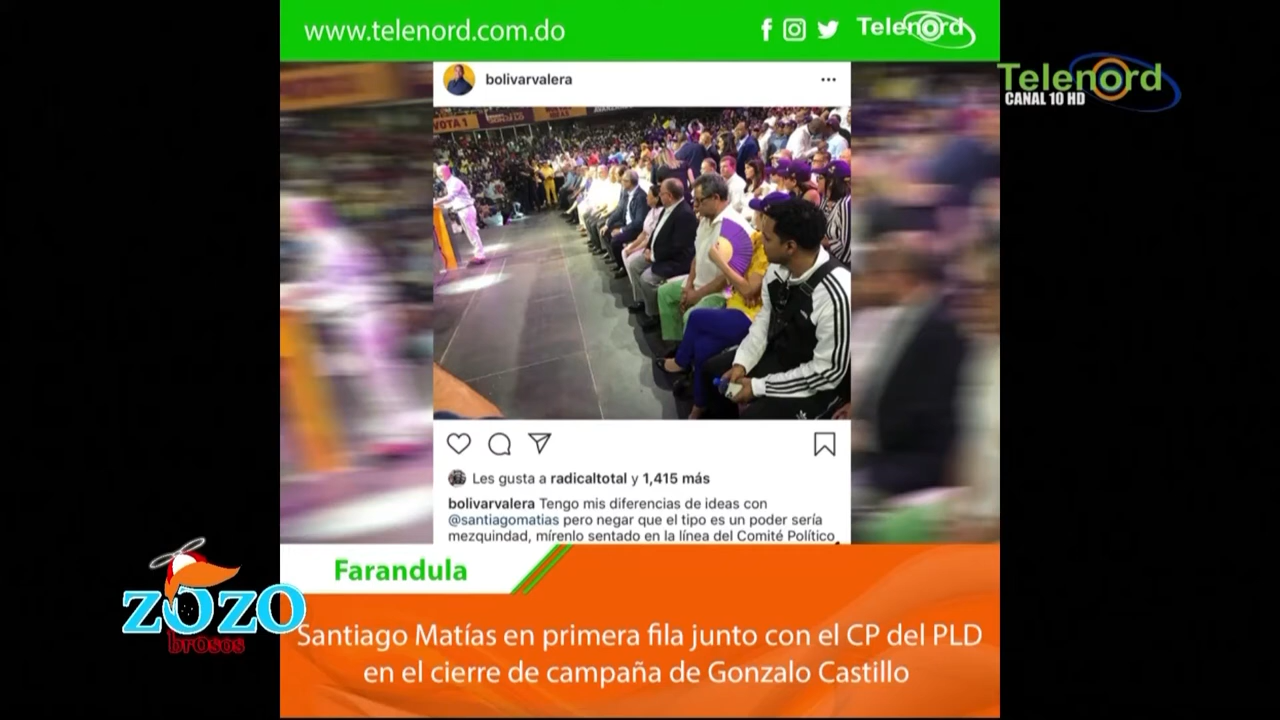 www.telenord.com.do
Telenord
Telenord
CANAL 10 HD
bolivarvalera
VOTA 1
Les gusta a radicaltotal y 1,415 más
bolivarvalera Tengo mis diferencias de ideas con
@santiagomatias pero negar que el tipo es un poder sería
mezquindad, mírenlo sentado en la línea del Comité Político
Farandula
zozo
brosos
Santiago Matías en primera fila junto con el CP del PLD
en el cierre de campaña de Gonzalo Castillo